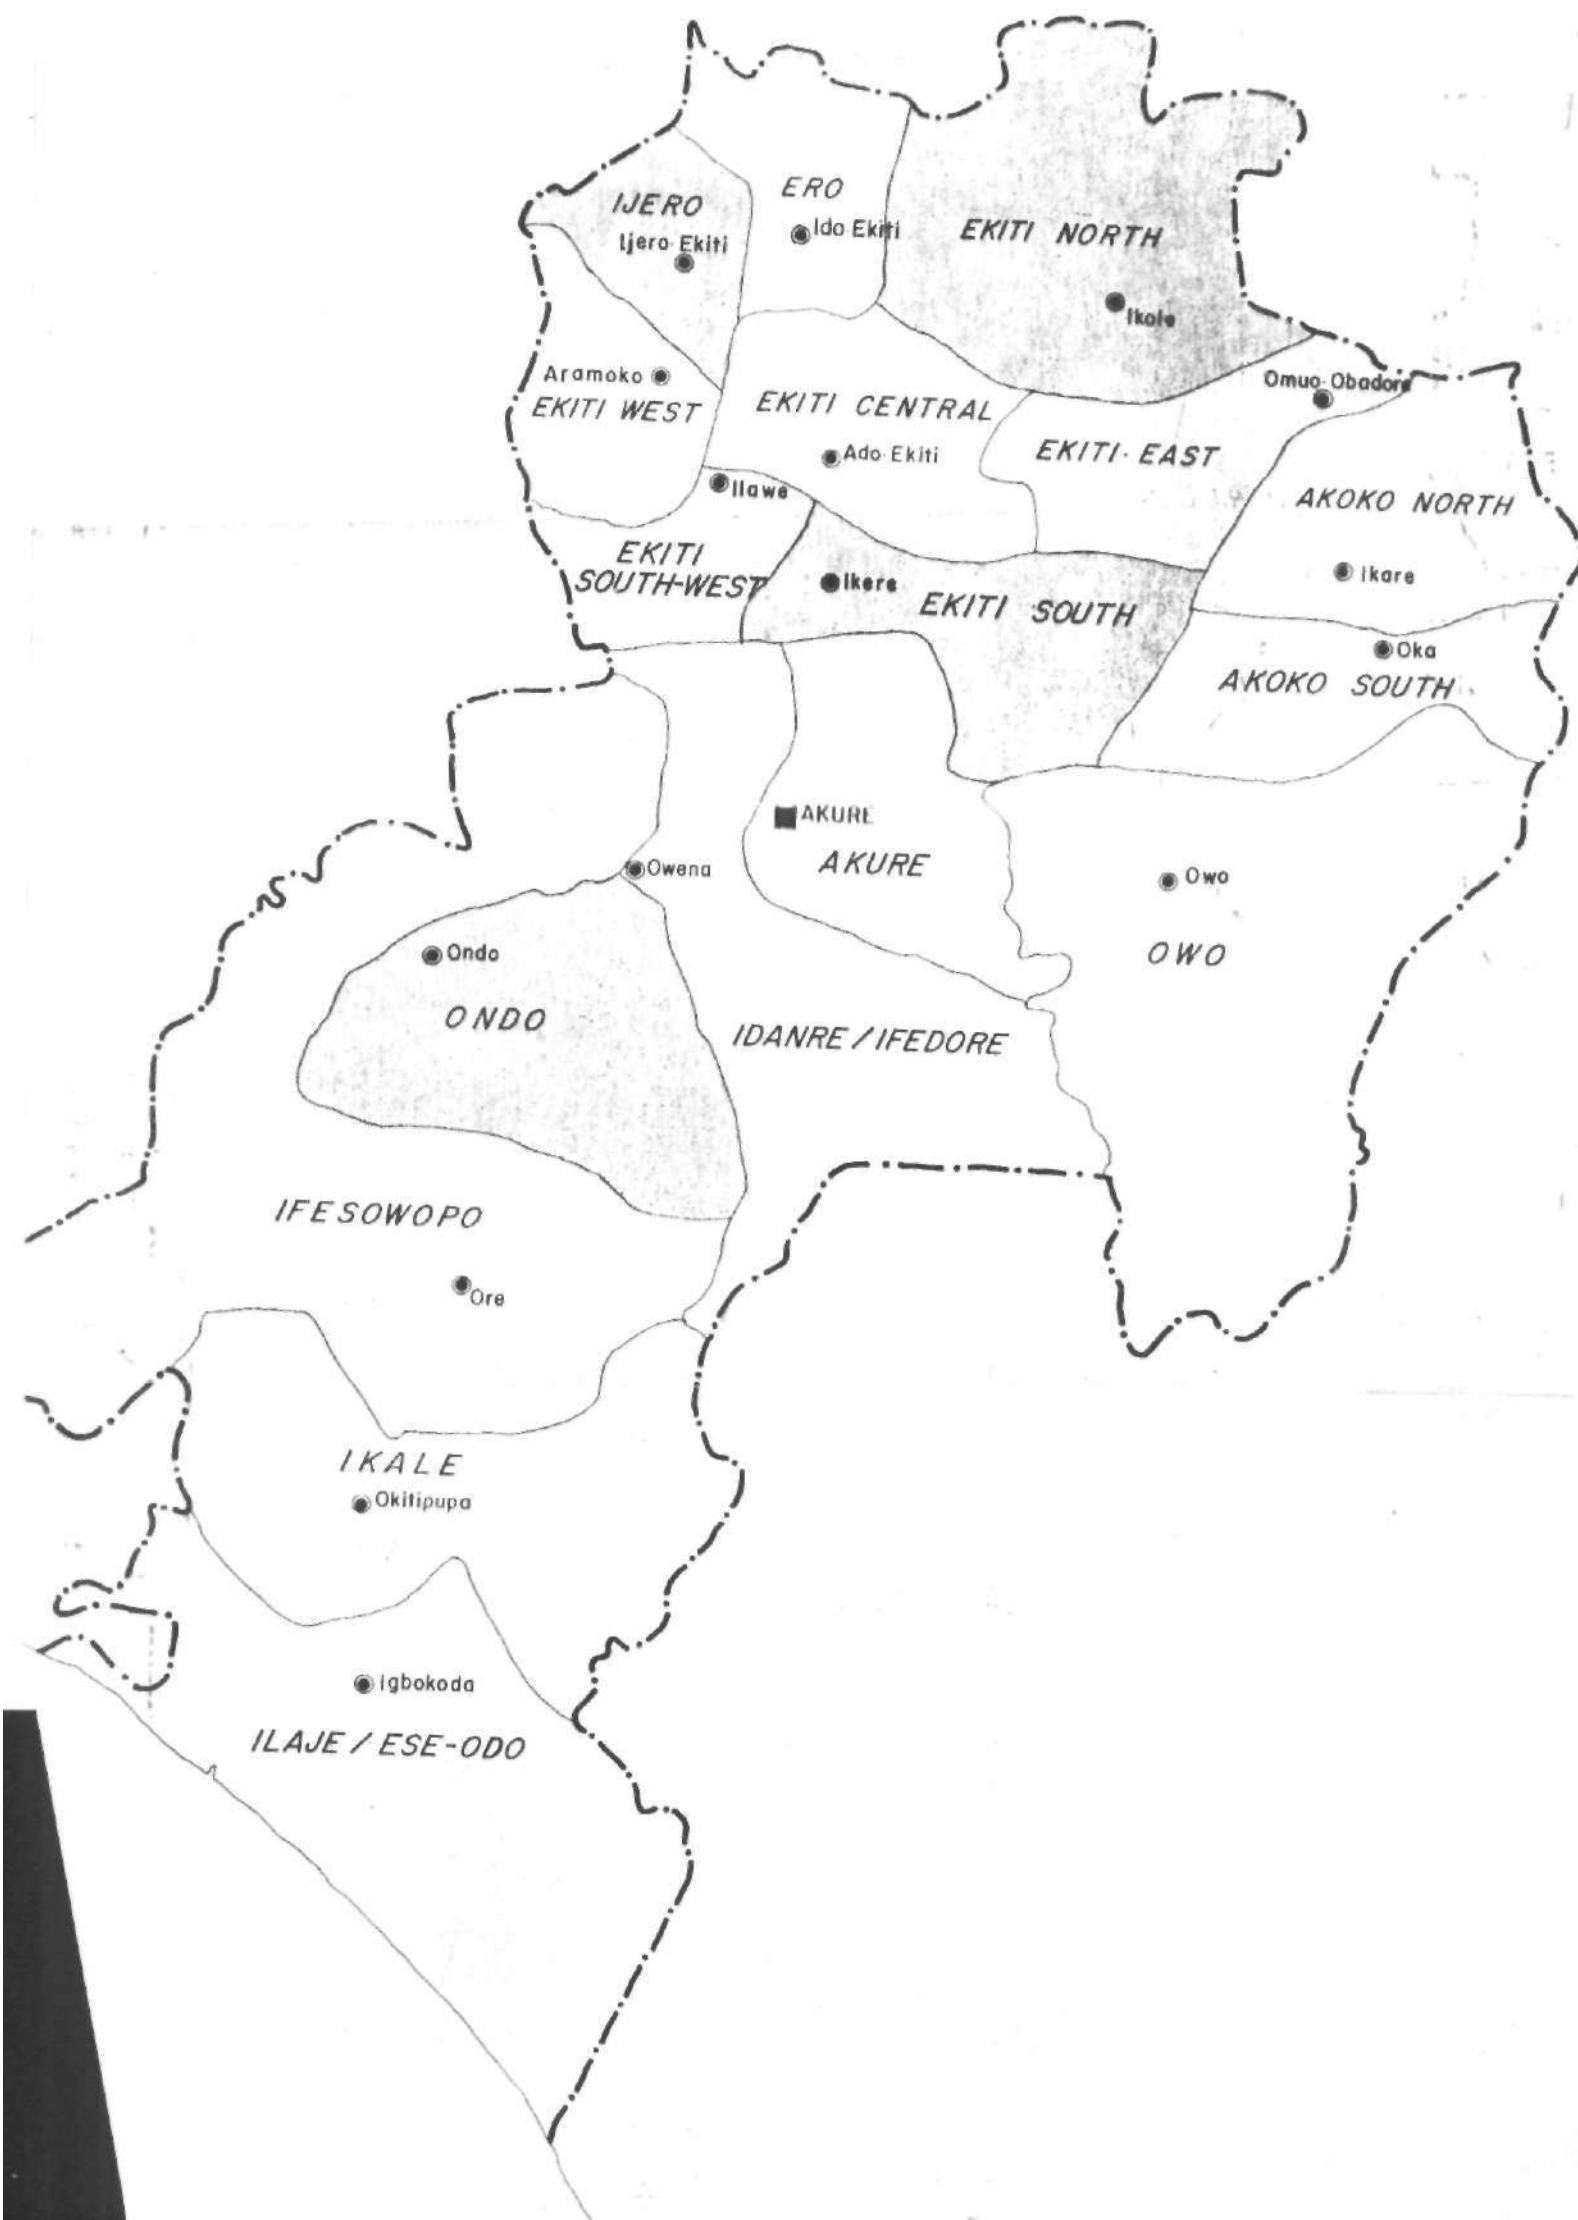 ERO
IJERO
Ido Ekiti
EKITI NORTH
Ijero-Ekiti
Ikole
Aramoko
Omuo-Obadore
EKITI WEST
EKITI CENTRAL
Ado-Ekiti
EKITI-EAST
Ilawe
AKOKO NORTH
EKITI
SOUTH-WEST
Ikere
EKITI SOUTH
Ikare
Oka
AKOKO SOUTH
AKURE
AKURE
Owena
Owo
OWO
Ondo
ONDO
IDANRE / IFEDORE
IFESOWOPO
Ore
IKALE
Okitipupa
Igbokoda
ILAJE / ESE-ODO